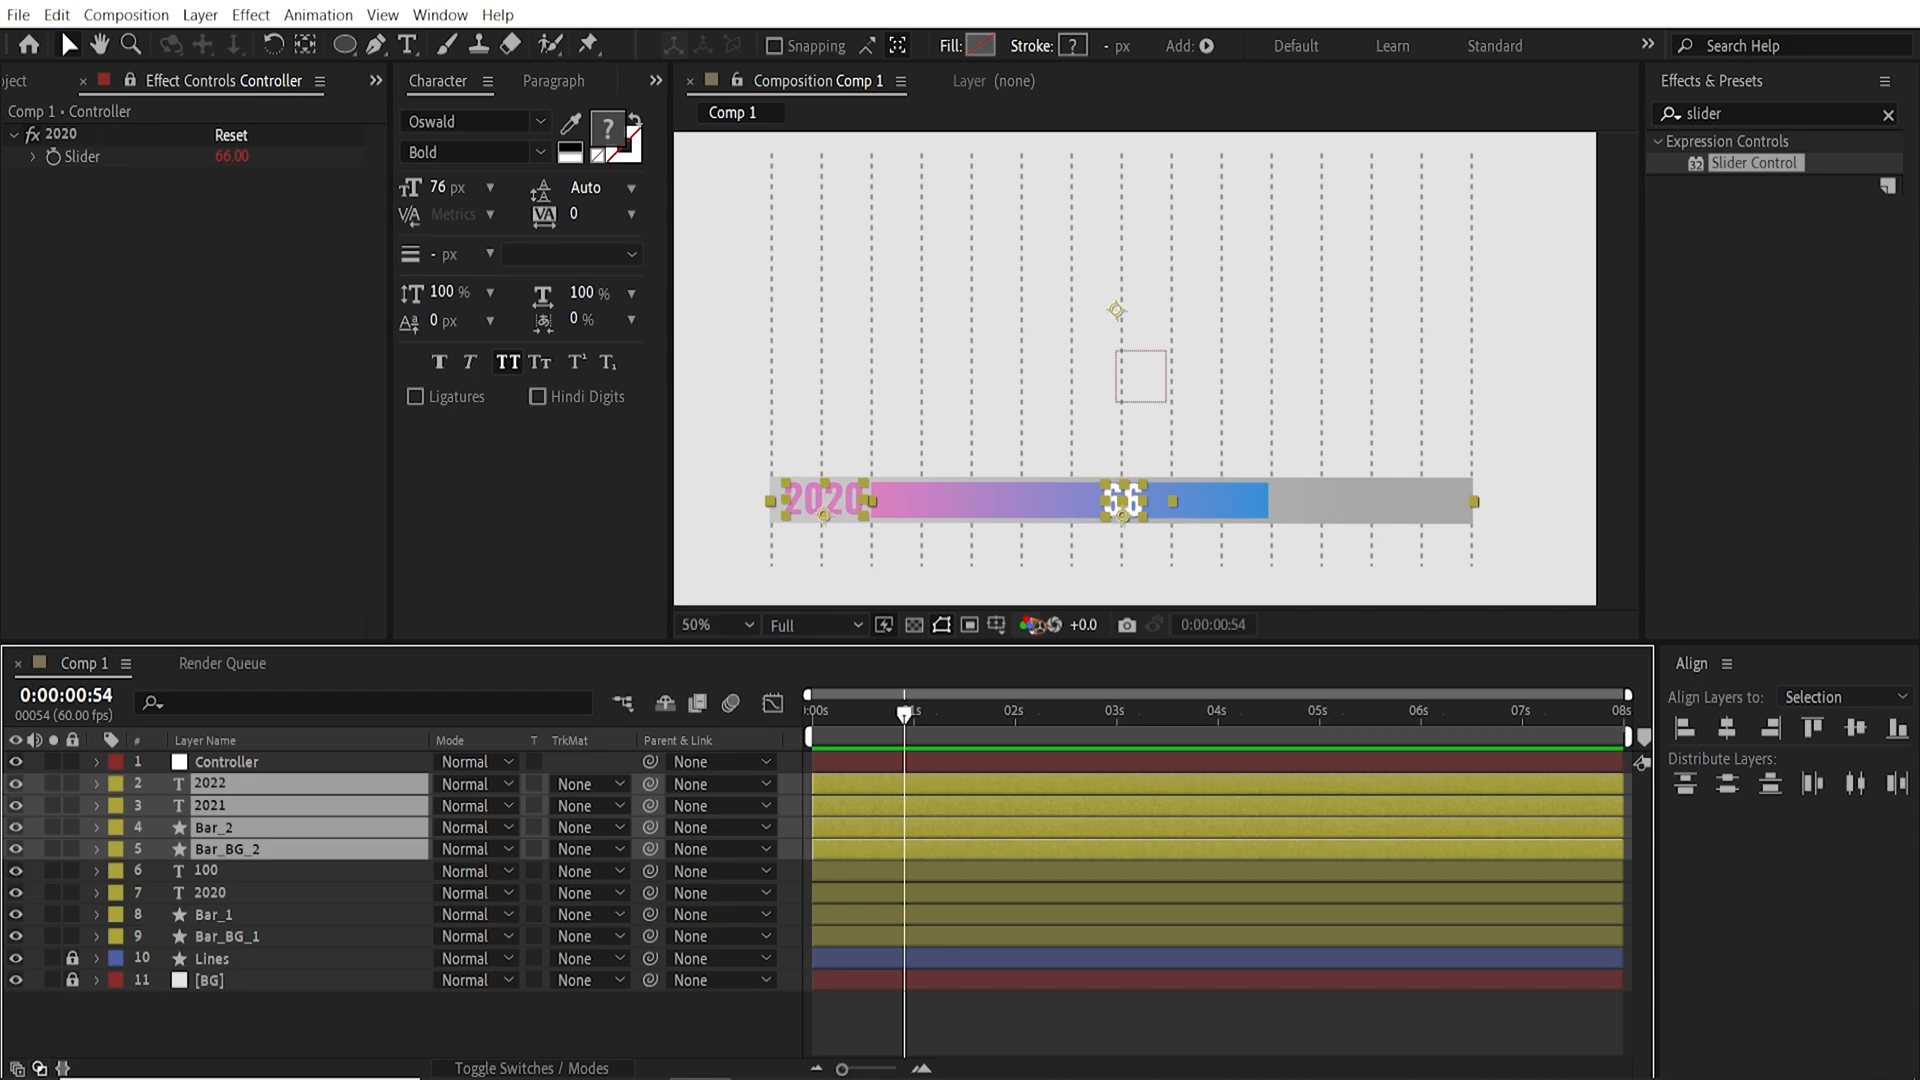 File Edit Composition Layer Effect Animation View Window Help
Snapping Fill: Stroke: ? - px Add: Default Learn Standard Search Help
oject Effect Controls Controller Character Paragraph Composition Comp 1 Layer (none) Effects & Presets
Comp 1 • Controller
fx 2020 Reset
Slider 66.00
Oswald
Bold
76 px Auto
Metrics 0
- px
100 % 100 %
0 px 0 %
Ligatures Hindi Digits
Comp 1
2020 66
50% Full +0.0 0:00:00:54
slider
Expression Controls
32 Slider Control
Comp 1 Render Queue
0:00:00:54
00054 (60.00 fps)
):00s 1s 02s 03s 04s 05s 06s 07s 08s
# Layer Name Mode T TrkMat Parent & Link
1 Controller Normal None
2 T 2022 Normal None None
3 T 2021 Normal None None
4 Bar_2 Normal None None
5 Bar_BG_2 Normal None None
6 T 100 Normal None None
7 T 2020 Normal None None
8 Bar_1 Normal None None
9 Bar_BG_1 Normal None None
10 Lines Normal None None
11 [BG] Normal None None
Toggle Switches / Modes
Align
Align Layers to: Selection
Distribute Layers: